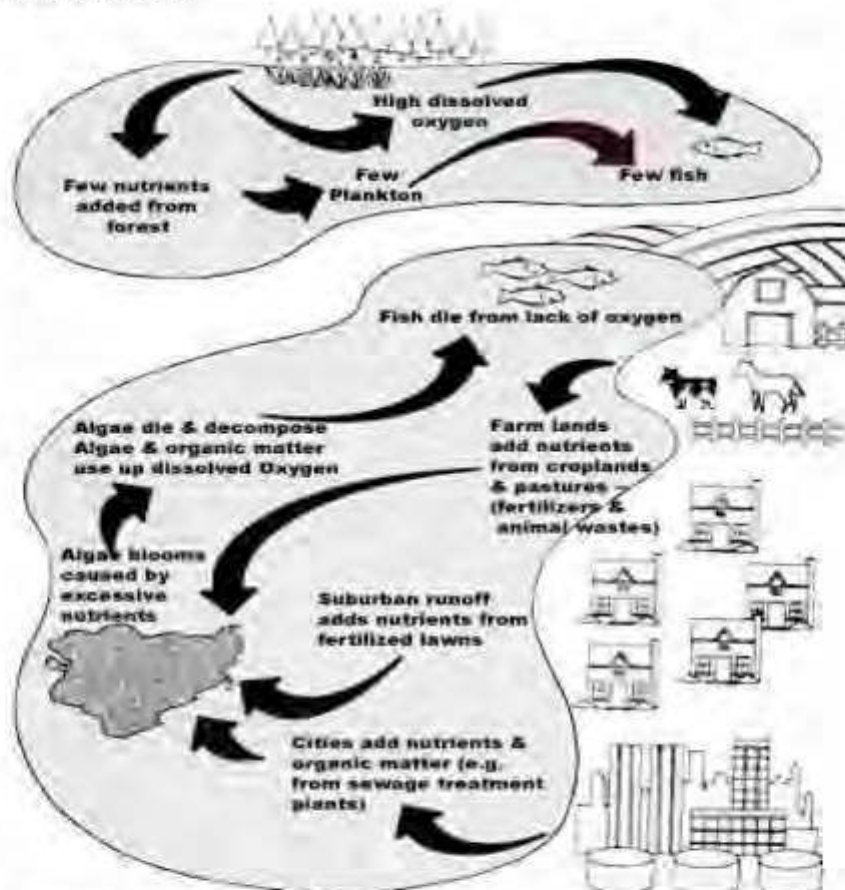 High dissolved
oxygen
Few nutrients
added from
forest
Few
Plankton
Few fish
Fish die from lack of oxygen
Algae die & decompose
Algae & organic matter
use up dissolved Oxygen
Farm lands
add nutrients
from croplands
& pastures –
(fertilizers &
animal wastes)
Algae blooms
caused by
excessive
nutrients
Suburban runoff
adds nutrients from
fertilized lawns
Cities add nutrients &
organic matter (e.g.
from sewage treatment
plants)